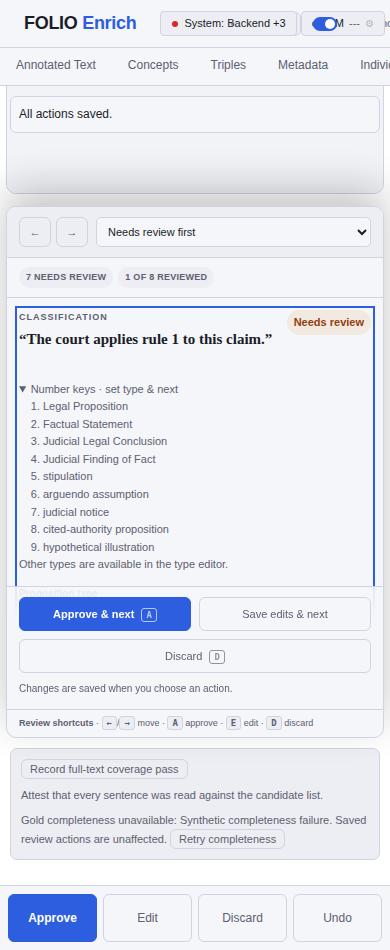 FOLIO Enrich
System: Backend +3
M --- ⚙
Annotated Text Concepts Triples Metadata Individ
All actions saved.
← → Needs review first
7 NEEDS REVIEW 1 OF 8 REVIEWED
CLASSIFICATION
Needs review
“The court applies rule 1 to this claim.”
▼ Number keys · set type & next
1. Legal Proposition
2. Factual Statement
3. Judicial Legal Conclusion
4. Judicial Finding of Fact
5. stipulation
6. arguendo assumption
7. judicial notice
8. cited-authority proposition
9. hypothetical illustration
Other types are available in the type editor.
Proposition type
Approve & next A
Save edits & next
Discard D
Changes are saved when you choose an action.
Review shortcuts · ←/→ move · A approve · E edit · D discard
Record full-text coverage pass
Attest that every sentence was read against the candidate list.
Gold completeness unavailable: Synthetic completeness failure. Saved
review actions are unaffected. Retry completeness
Approve Edit Discard Undo